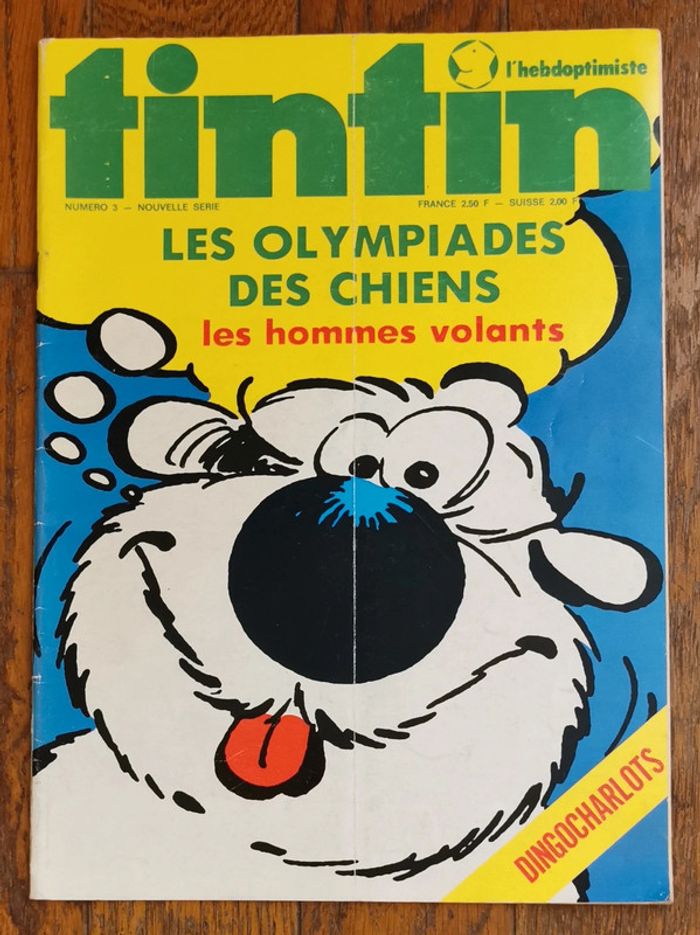 tintin
l'hebdoptimiste
NUMERO 3 — NOUVELLE SERIE
FRANCE 2,50 F — SUISSE 2,00 F
LES OLYMPIADES
DES CHIENS
les hommes volants
DINGOCHARLOTS